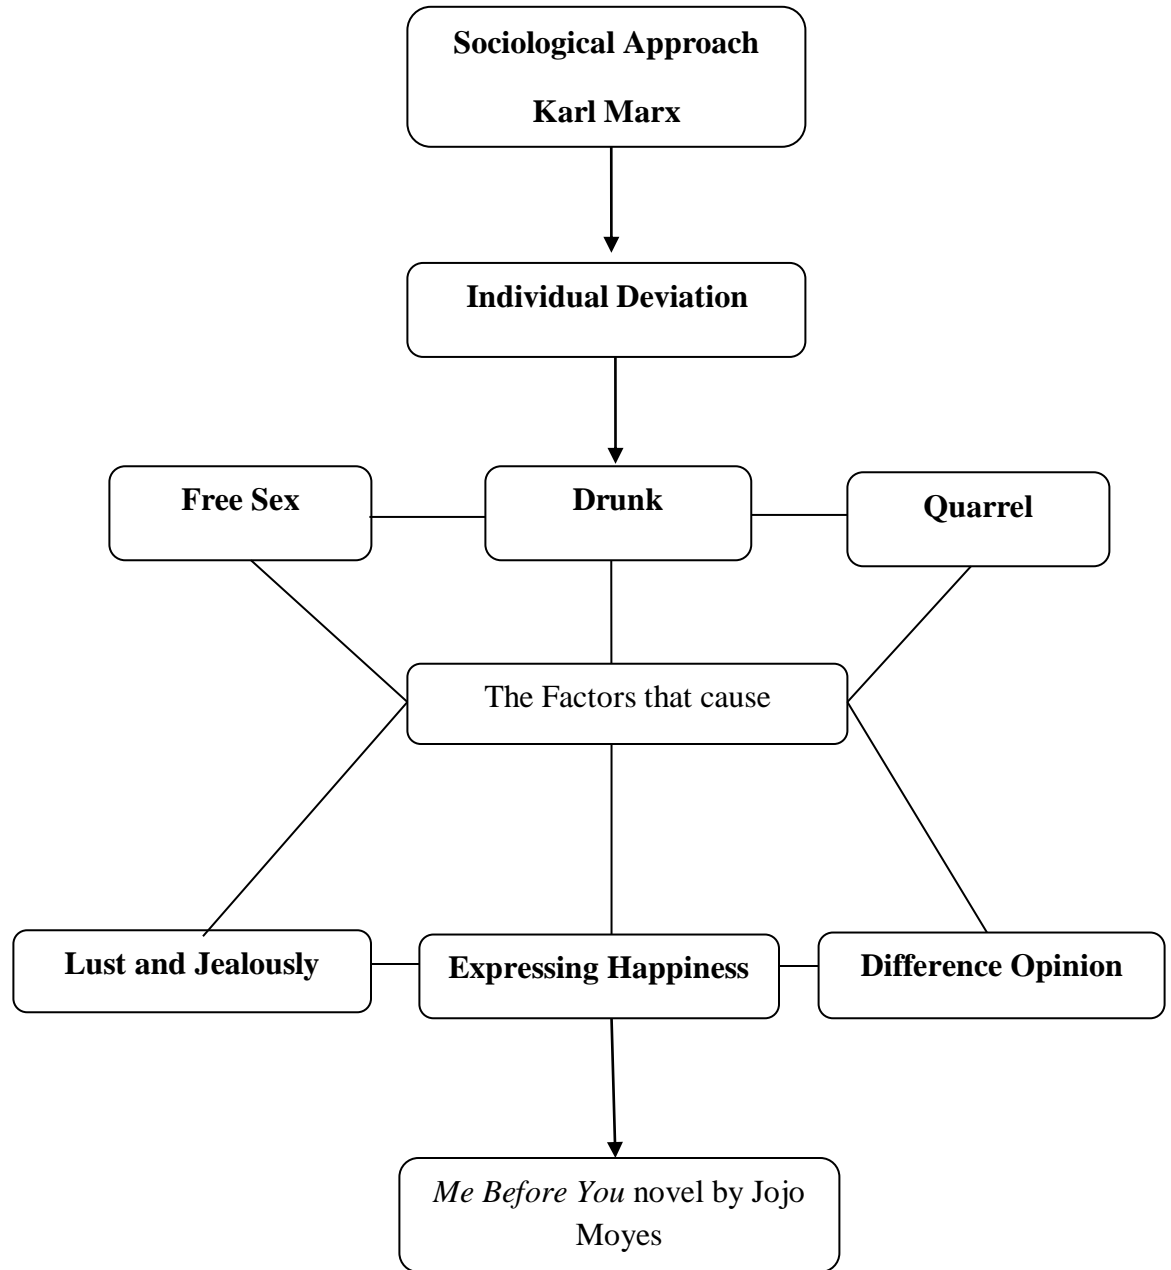 Sociological Approach
Karl Marx
Individual Deviation
Free Sex
Drunk
Quarrel
The Factors that cause
Lust and Jealously
Expressing Happiness
Difference Opinion
Me Before You novel by Jojo
Moyes